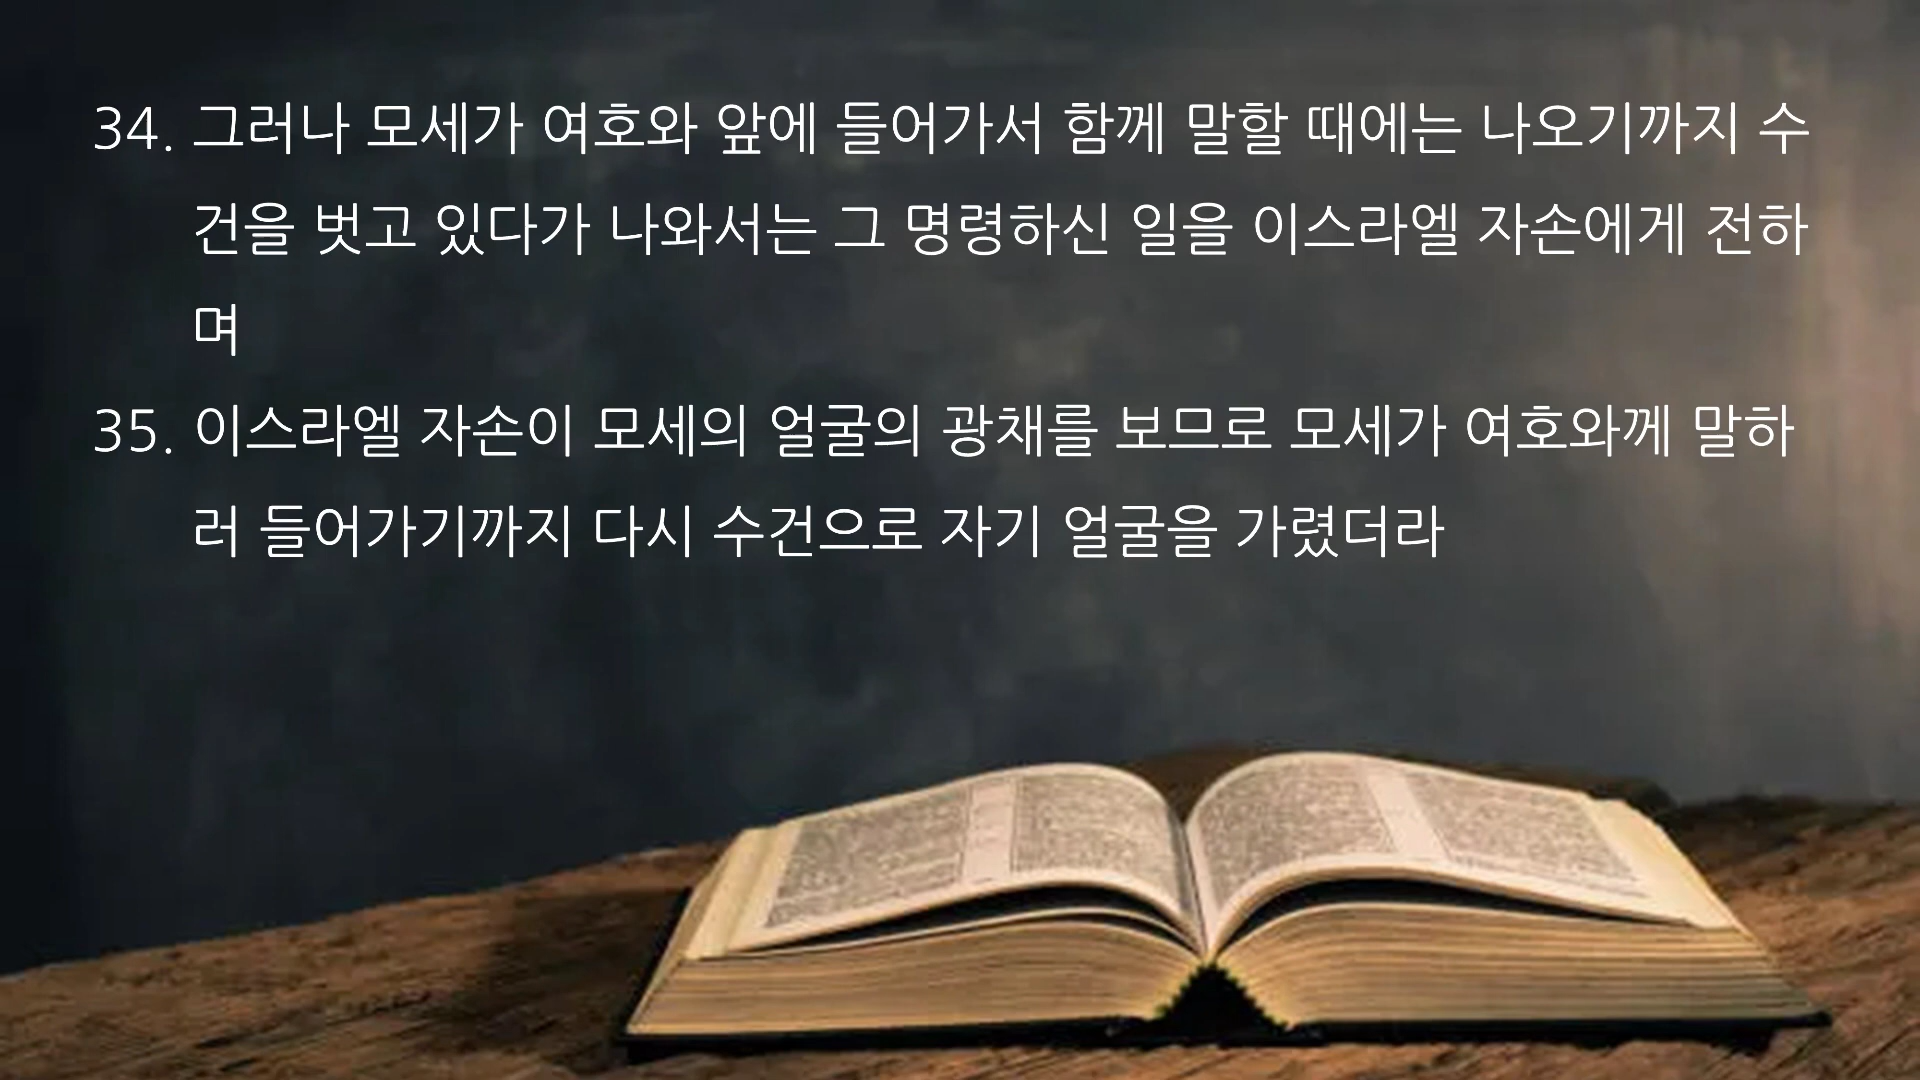 34. 그러나 모세가 여호와 앞에 들어가서 함께 말할 때에는 나오기까지 수
건을 벗고 있다가 나와서는 그 명령하신 일을 이스라엘 자손에게 전하
며
35. 이스라엘 자손이 모세의 얼굴의 광채를 보므로 모세가 여호와께 말하
러 들어가기까지 다시 수건으로 자기 얼굴을 가렸더라